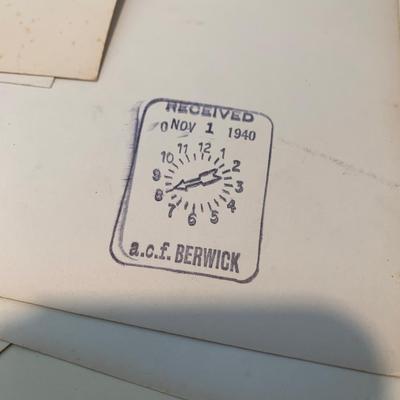 RECEIVED
0 NOV 1 1940
11 12 1
10 2
9 3
8 4
7 6 5
a.c.f. BERWICK